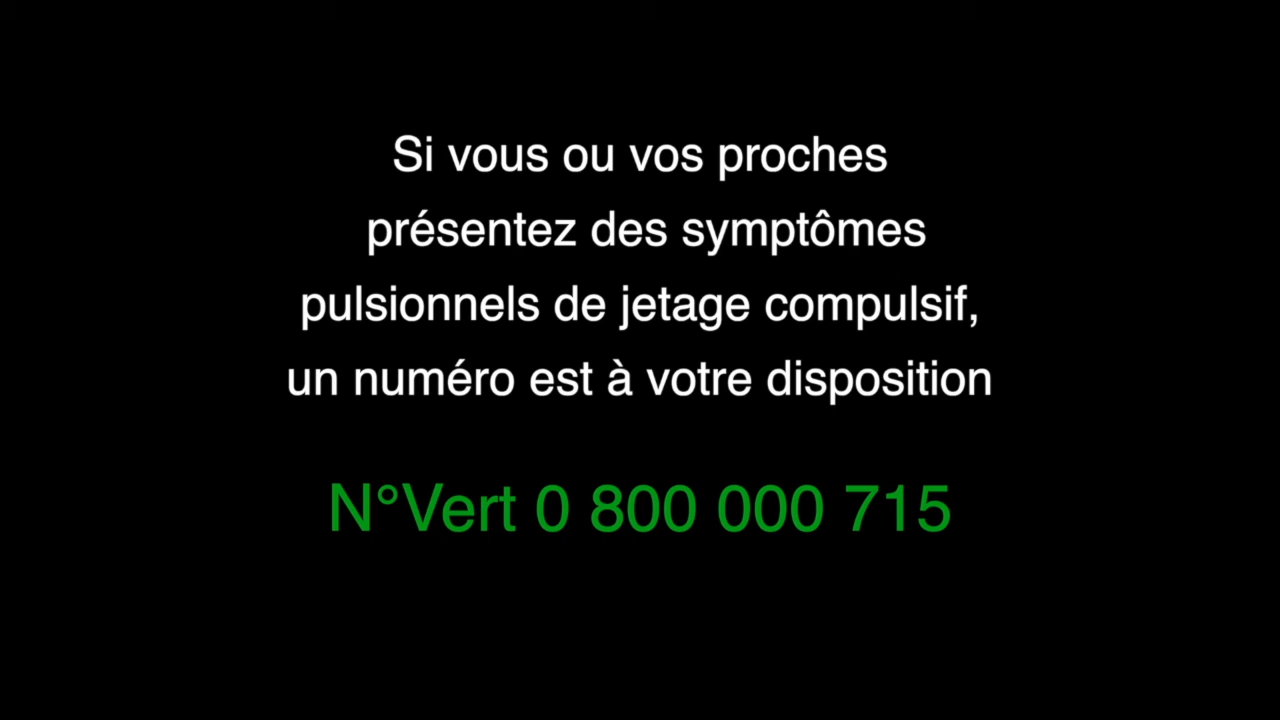 Si vous ou vos proches
présentez des symptômes
pulsionnels de jetage compulsif,
un numéro est à votre disposition
N°Vert 0 800 000 715